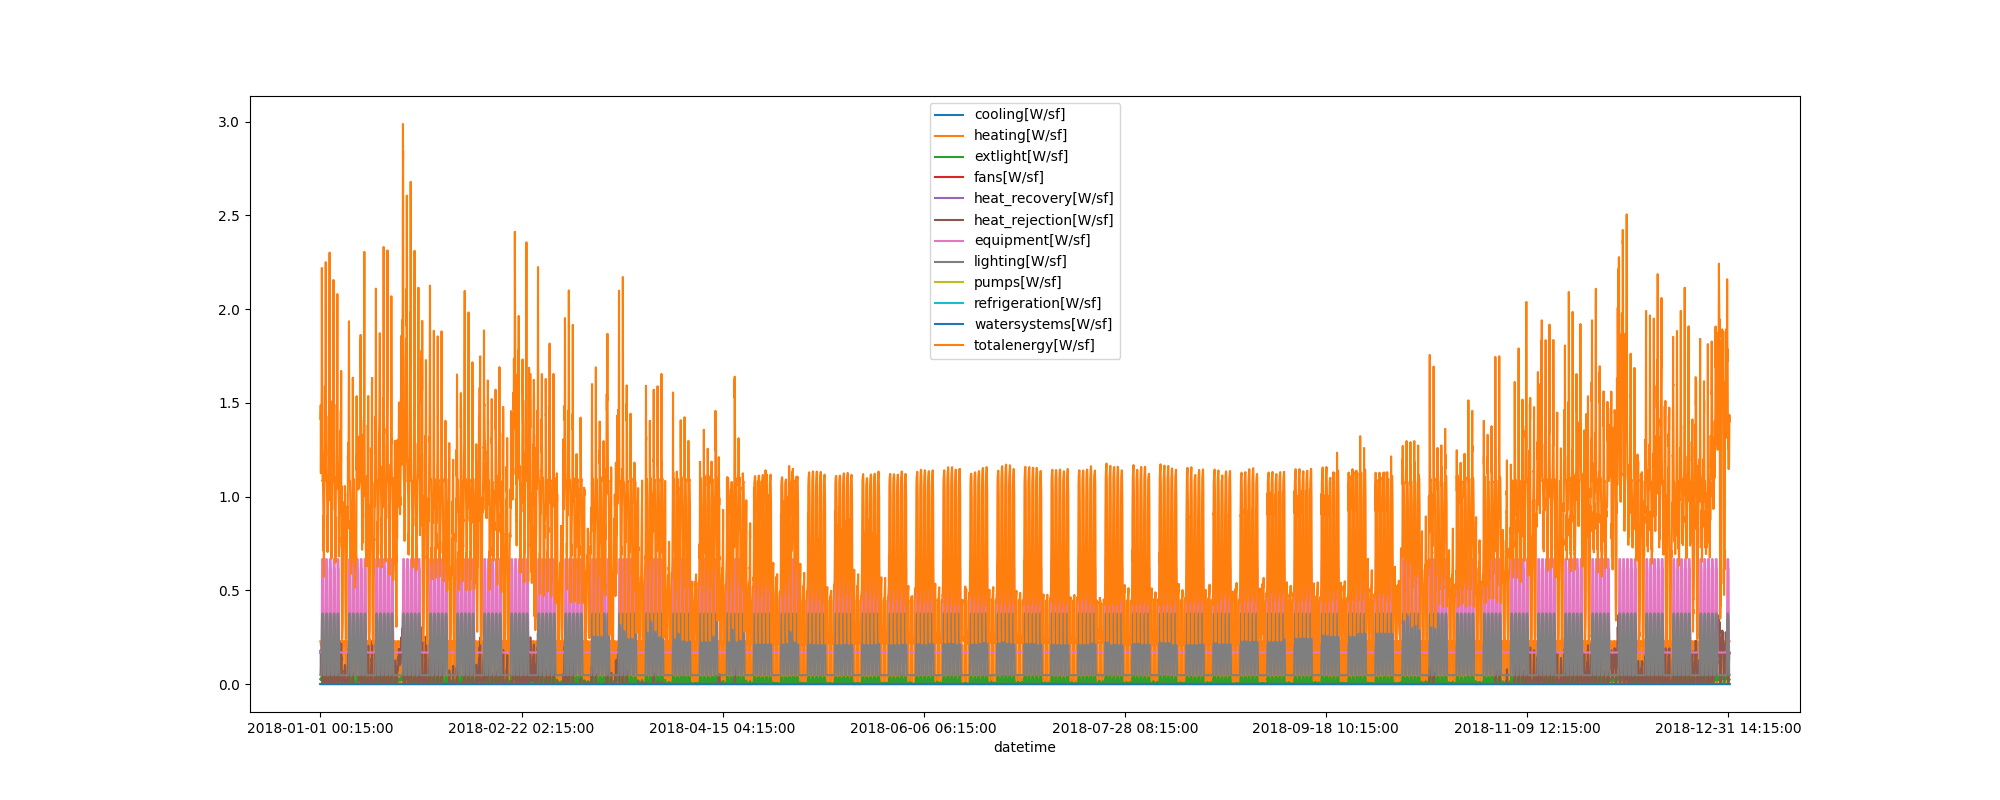 3.0
2.5
2.0
1.5
1.0
0.5
0.0
cooling[W/sf]
heating[W/sf]
extlight[W/sf]
fans[W/sf]
heat_recovery[W/sf]
heat_rejection[W/sf]
equipment[W/sf]
lighting[W/sf]
pumps[W/sf]
refrigeration[W/sf]
watersystems[W/sf]
totalenergy[W/sf]
2018-01-01 00:15:00 2018-02-22 02:15:00 2018-04-15 04:15:00 2018-06-06 06:15:00 2018-07-28 08:15:00 2018-09-18 10:15:00 2018-11-09 12:15:00 2018-12-31 14:15:00
datetime